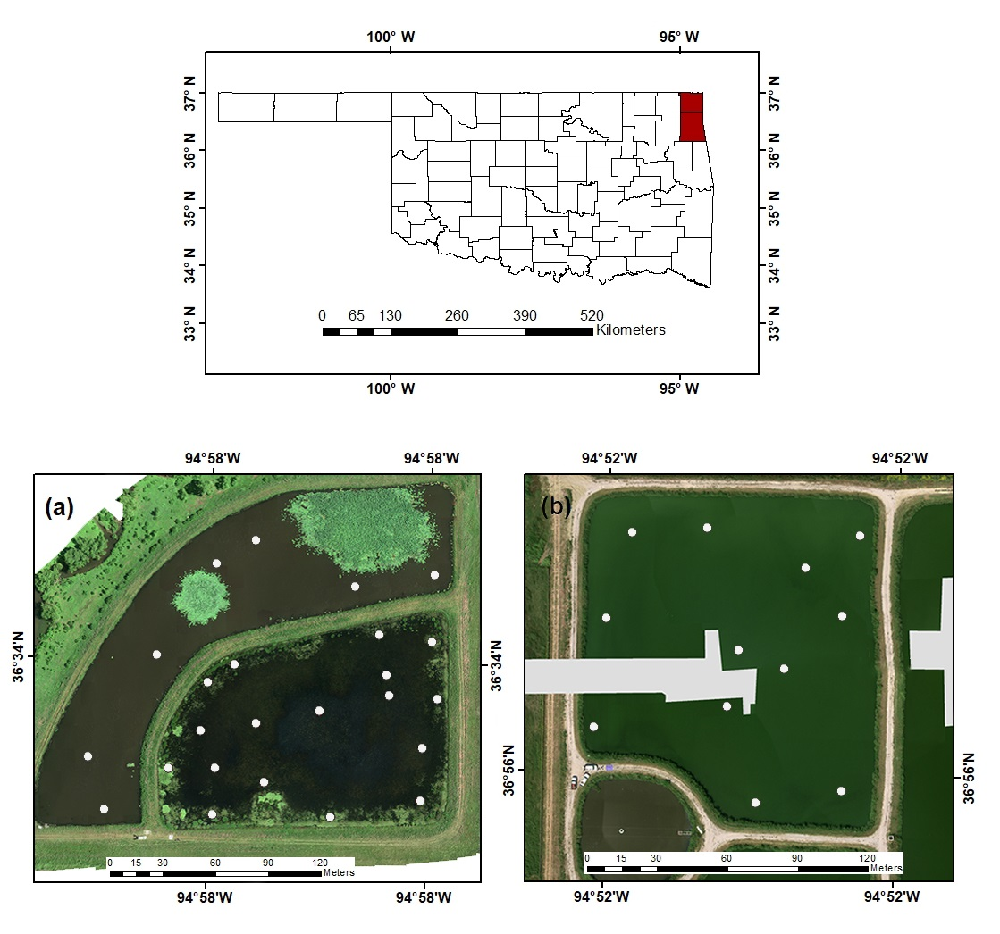 100° W 95° W
37° N 37° N
36° N 36° N
35° N 35° N
34° N 34° N
33° N 33° N
0 65 130 260 390 520
Kilometers
100° W 95° W
94°58'W 94°58'W 94°52'W 94°52'W
(a) (b)
36°34'N 36°34'N
36°56'N 36°56'N
0 15 30 60 90 120
Meters
0 15 30 60 90 120
Meters
94°58'W 94°58'W 94°52'W 94°52'W